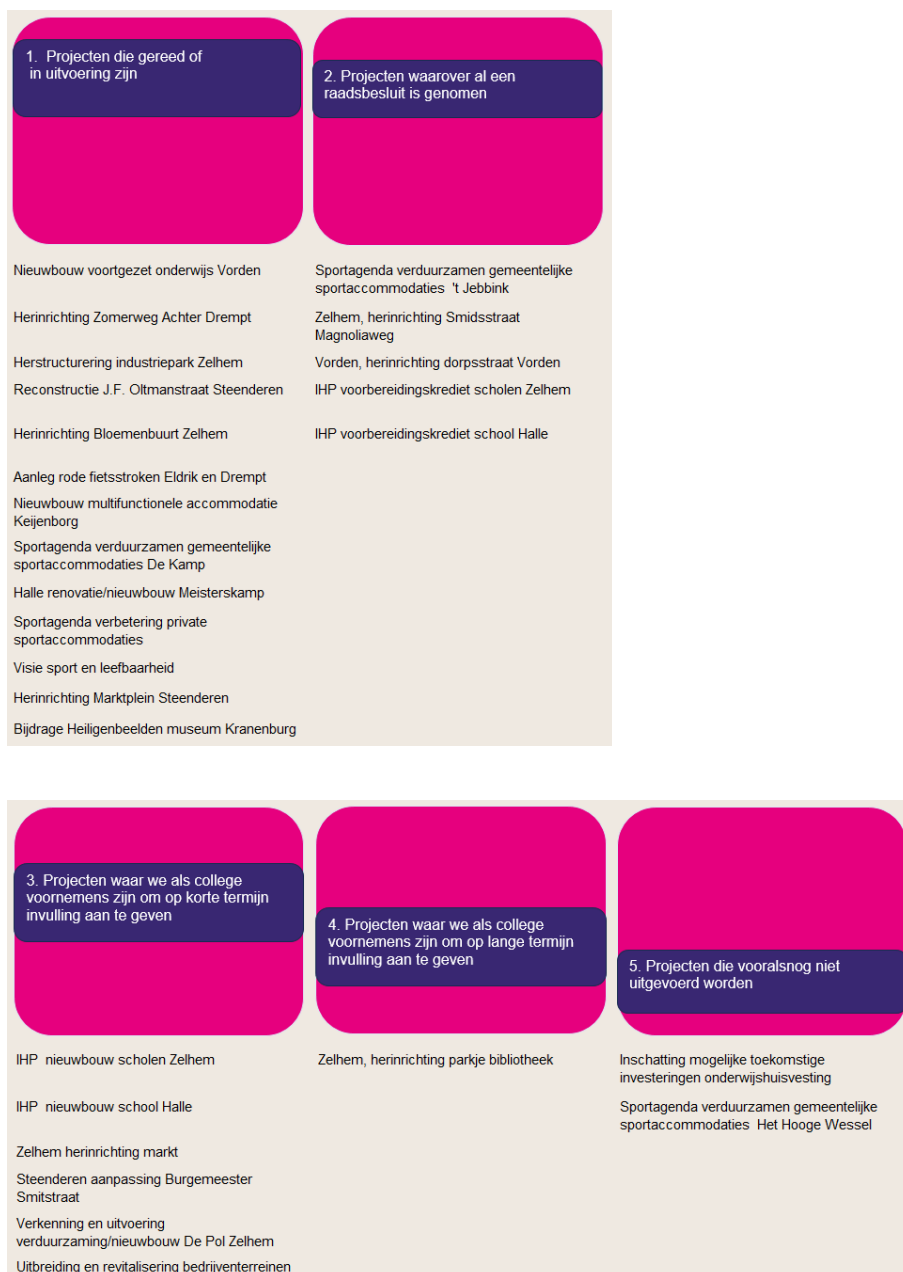 1. Projecten die gereed of
in uitvoering zijn
Nieuwbouw voortgezet onderwijs Vorden
Herinrichting Zomerweg Achter Drempt
Herstructurering industriepark Zelhem
Reconstructie J.F. Oltmanstraat Steenderen
Herinrichting Bloemenbuurt Zelhem
Aanleg rode fietsstroken Eldrik en Drempt
Nieuwbouw multifunctionele accommodatie
Keijenborg
Sportagenda verduurzamen gemeentelijke
sportaccommodaties De Kamp
Halle renovatie/nieuwbouw Meisterskamp
Sportagenda verbetering private
sportaccommodaties
Visie sport en leefbaarheid
Herinrichting Marktplein Steenderen
Bijdrage Heiligenbeelden museum Kranenburg
2. Projecten waarover al een
raadsbesluit is genomen
Sportagenda verduurzamen gemeentelijke
sportaccommodaties 't Jebbink
Zelhem, herinrichting Smidsstraat
Magnoliaweg
Vorden, herinrichting dorpsstraat Vorden
IHP voorbereidingskrediet scholen Zelhem
IHP voorbereidingskrediet school Halle
3. Projecten waar we als college
voornemens zijn om op korte termijn
invulling aan te geven
IHP nieuwbouw scholen Zelhem
IHP nieuwbouw school Halle
Zelhem herinrichting markt
Steenderen aanpassing Burgemeester
Smitstraat
Verkenning en uitvoering
verduurzaming/nieuwbouw De Pol Zelhem
Uitbreiding en revitalisering bedrijventerreinen
4. Projecten waar we als college
voornemens zijn om op lange termijn
invulling aan te geven
Zelhem, herinrichting parkje bibliotheek
5. Projecten die vooralsnog niet
uitgevoerd worden
Inschatting mogelijke toekomstige
investeringen onderwijshuisvesting
Sportagenda verduurzamen gemeentelijke
sportaccommodaties Het Hooge Wessel